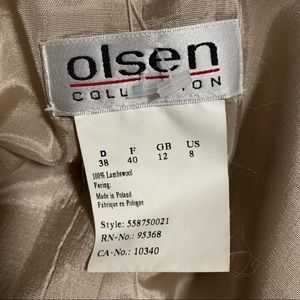 olsen
COLLECTION
D F GB US
38 40 12 8
100% Lambswool
Facing:
Made in Poland
Fabrique en Pologne
Style: 558750021
RN-No.: 95368
CA-No.: 10340